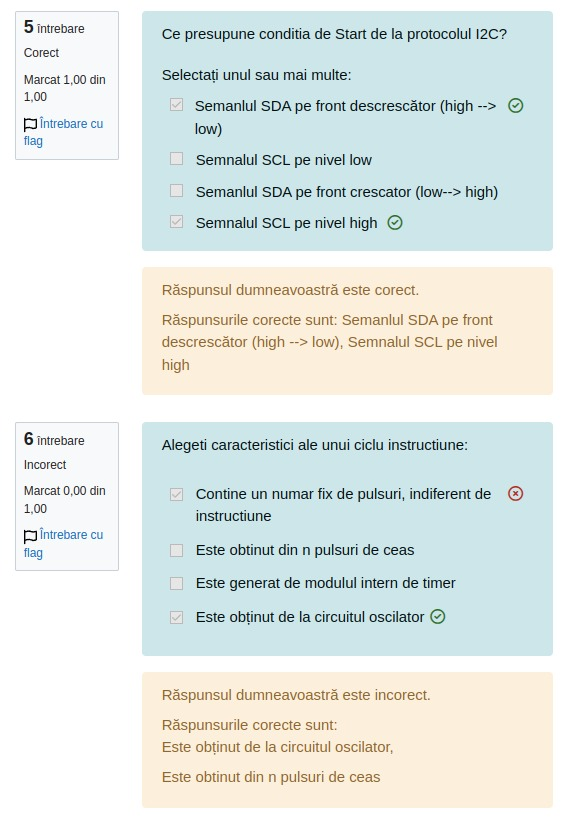 5 întrebare
Corect
Marcat 1,00 din
1,00
Întrebare cu
flag
Ce presupune conditia de Start de la protocolul I2C?
Selectați unul sau mai multe:
Semanlul SDA pe front descrescător (high -->
low)
Semnalul SCL pe nivel low
Semanlul SDA pe front crescator (low--> high)
Semnalul SCL pe nivel high
Răspunsul dumneavoastră este corect.
Răspunsurile corecte sunt: Semanlul SDA pe front
descrescător (high --> low), Semnalul SCL pe nivel
high
6 întrebare
Incorect
Marcat 0,00 din
1,00
Întrebare cu
flag
Alegeti caracteristici ale unui ciclu instructiune:
Contine un numar fix de pulsuri, indiferent de
instructiune
Este obtinut din n pulsuri de ceas
Este generat de modulul intern de timer
Este obținut de la circuitul oscilator
Răspunsul dumneavoastră este incorect.
Răspunsurile corecte sunt:
Este obținut de la circuitul oscilator,
Este obtinut din n pulsuri de ceas